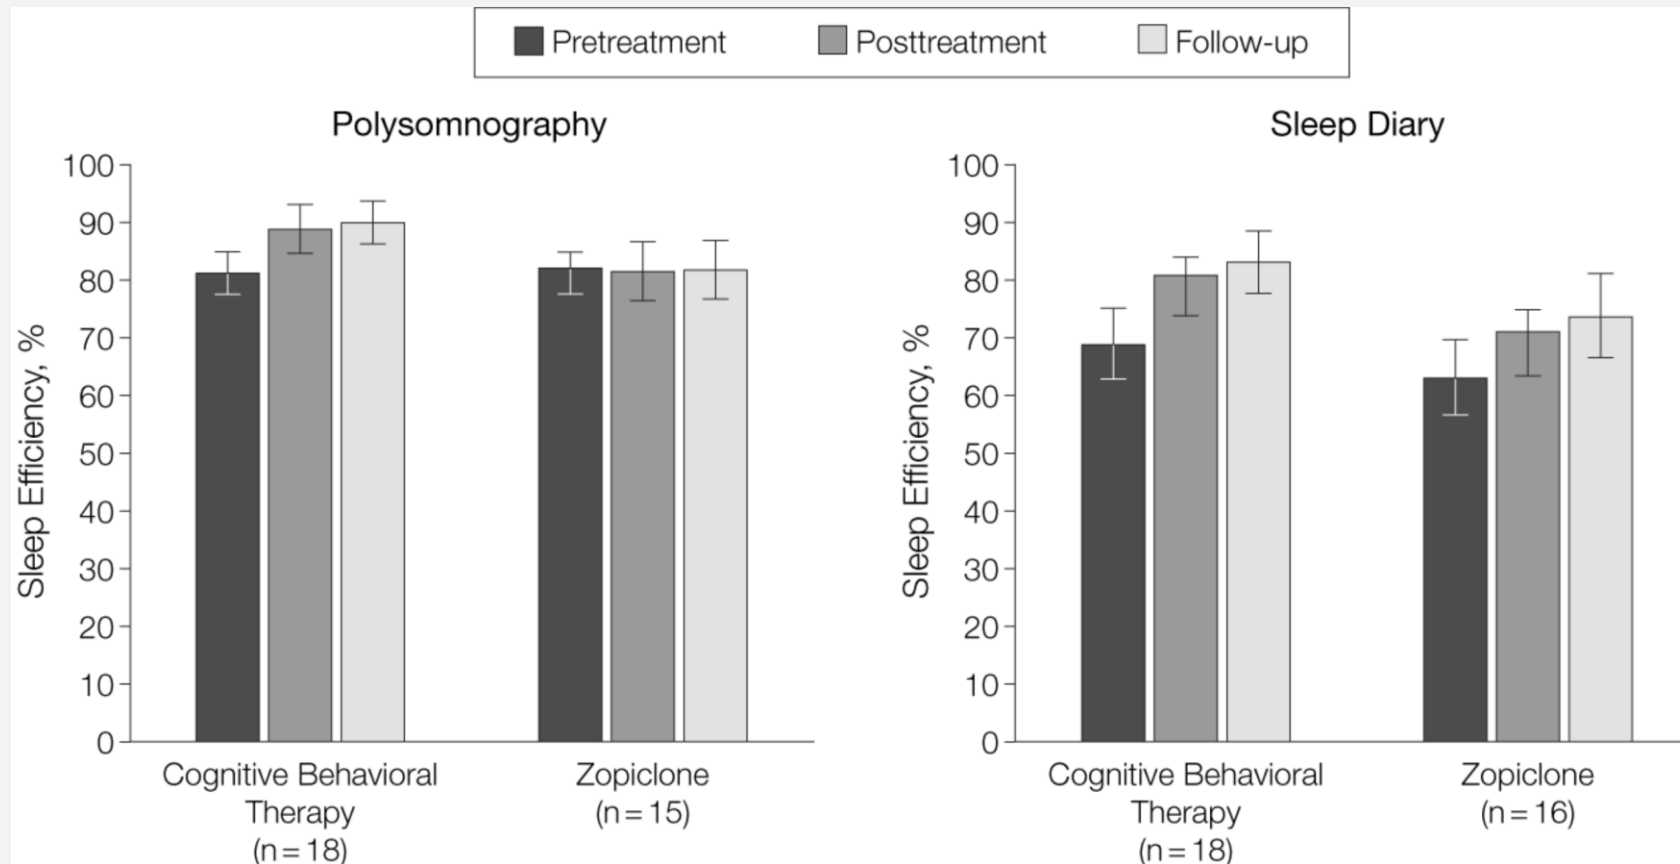 Pretreatment Posttreatment Follow-up
Polysomnography
100
90
80
70
60
50
40
30
20
10
0
Sleep Efficiency, %
Cognitive Behavioral
Therapy
(n = 18)
Zopiclone
(n = 15)
Sleep Diary
100
90
80
70
60
50
40
30
20
10
0
Sleep Efficiency, %
Cognitive Behavioral
Therapy
(n = 18)
Zopiclone
(n = 16)